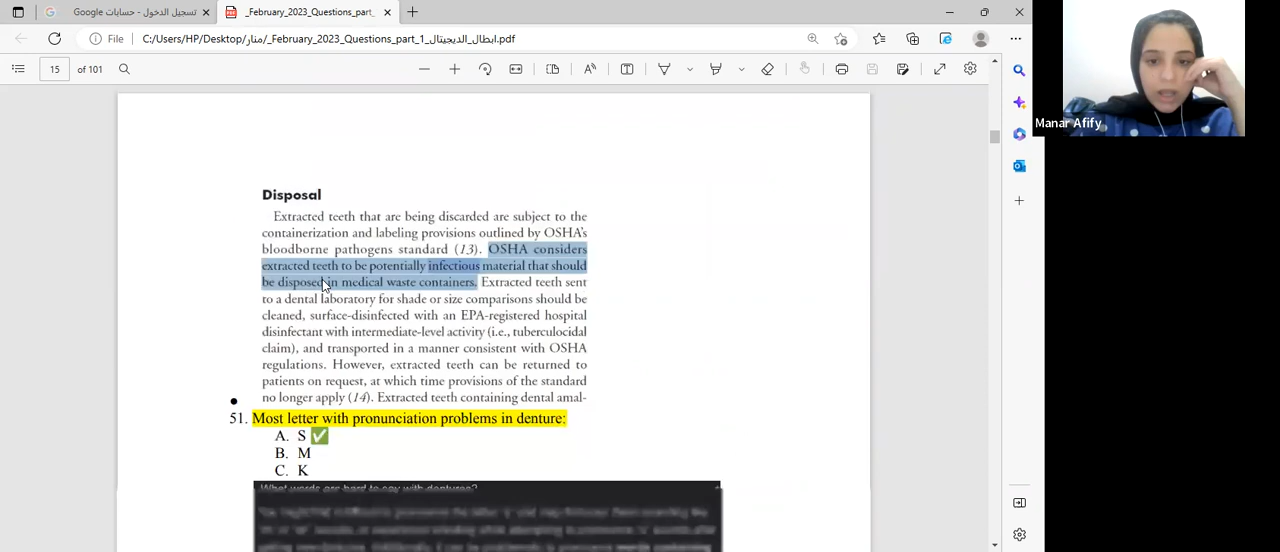 تسجيل الدخول - حسابات Google
_February_2023_Questions_part_
File
C:/Users/HP/Desktop/منار/_February_2023_Questions_part_1_ابطال_الديجيتال.pdf
15 of 101
Manar Afify
Disposal
Extracted teeth that are being discarded are subject to the
containerization and labeling provisions outlined by OSHA's
bloodborne pathogens standard (13). OSHA considers
extracted teeth to be potentially infectious material that should
be disposed in medical waste containers. Extracted teeth sent
to a dental laboratory for shade or size comparisons should be
cleaned, surface-disinfected with an EPA-registered hospital
disinfectant with intermediate-level activity (i.e., tuberculocidal
claim), and transported in a manner consistent with OSHA
regulations. However, extracted teeth can be returned to
patients on request, at which time provisions of the standard
no longer apply (14). Extracted teeth containing dental amal-
51. Most letter with pronunciation problems in denture:
A. S ✅
B. M
C. K
What words are hard to say with dentures?